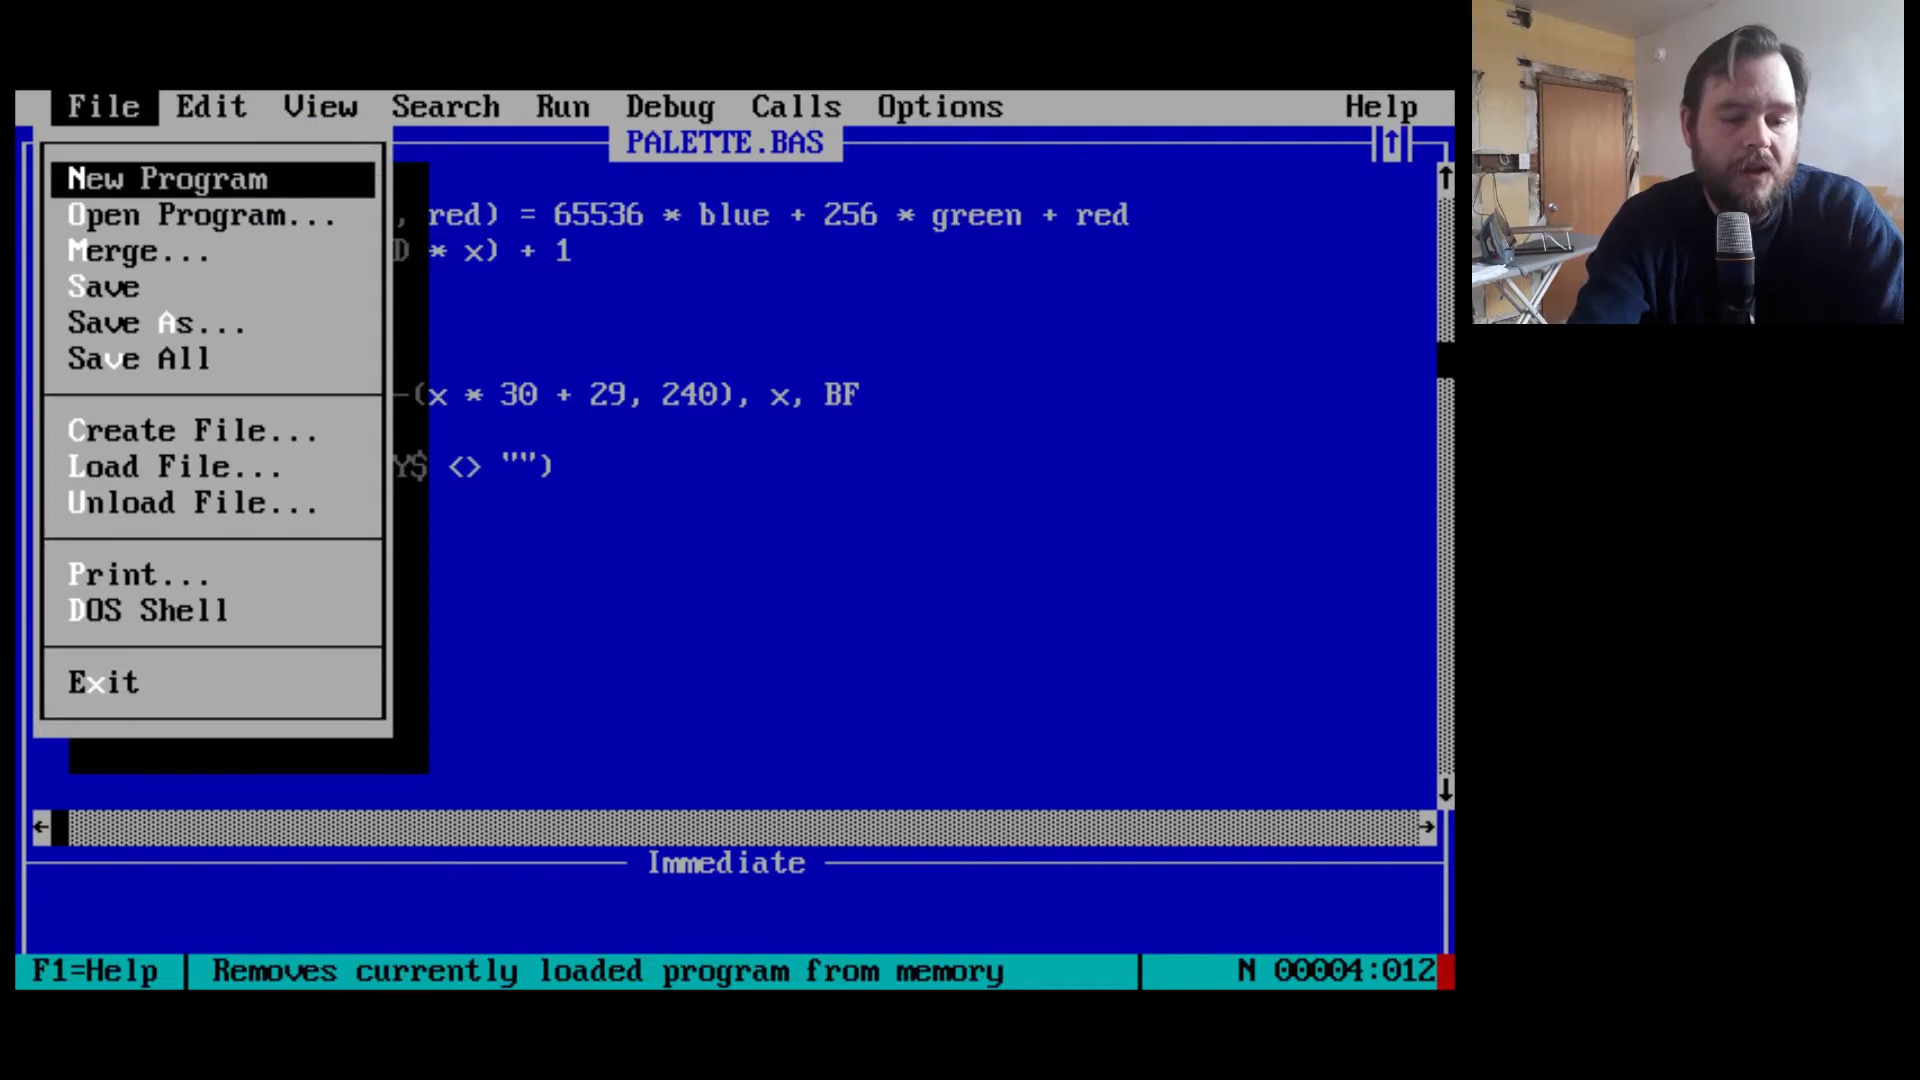 File Edit View Search Run Debug Calls Options Help
PALETTE.BAS
New Program
Open Program...
, red) = 65536 * blue + 256 * green + red
Merge...
D * x) + 1
Save
Save As...
Save All
-(x * 30 + 29, 240), x, BF
Create File...
Load File...
Y$ <> "")
Unload File...
Print...
DOS Shell
Exit
Immediate
F1=Help Removes currently loaded program from memory N 00004:012